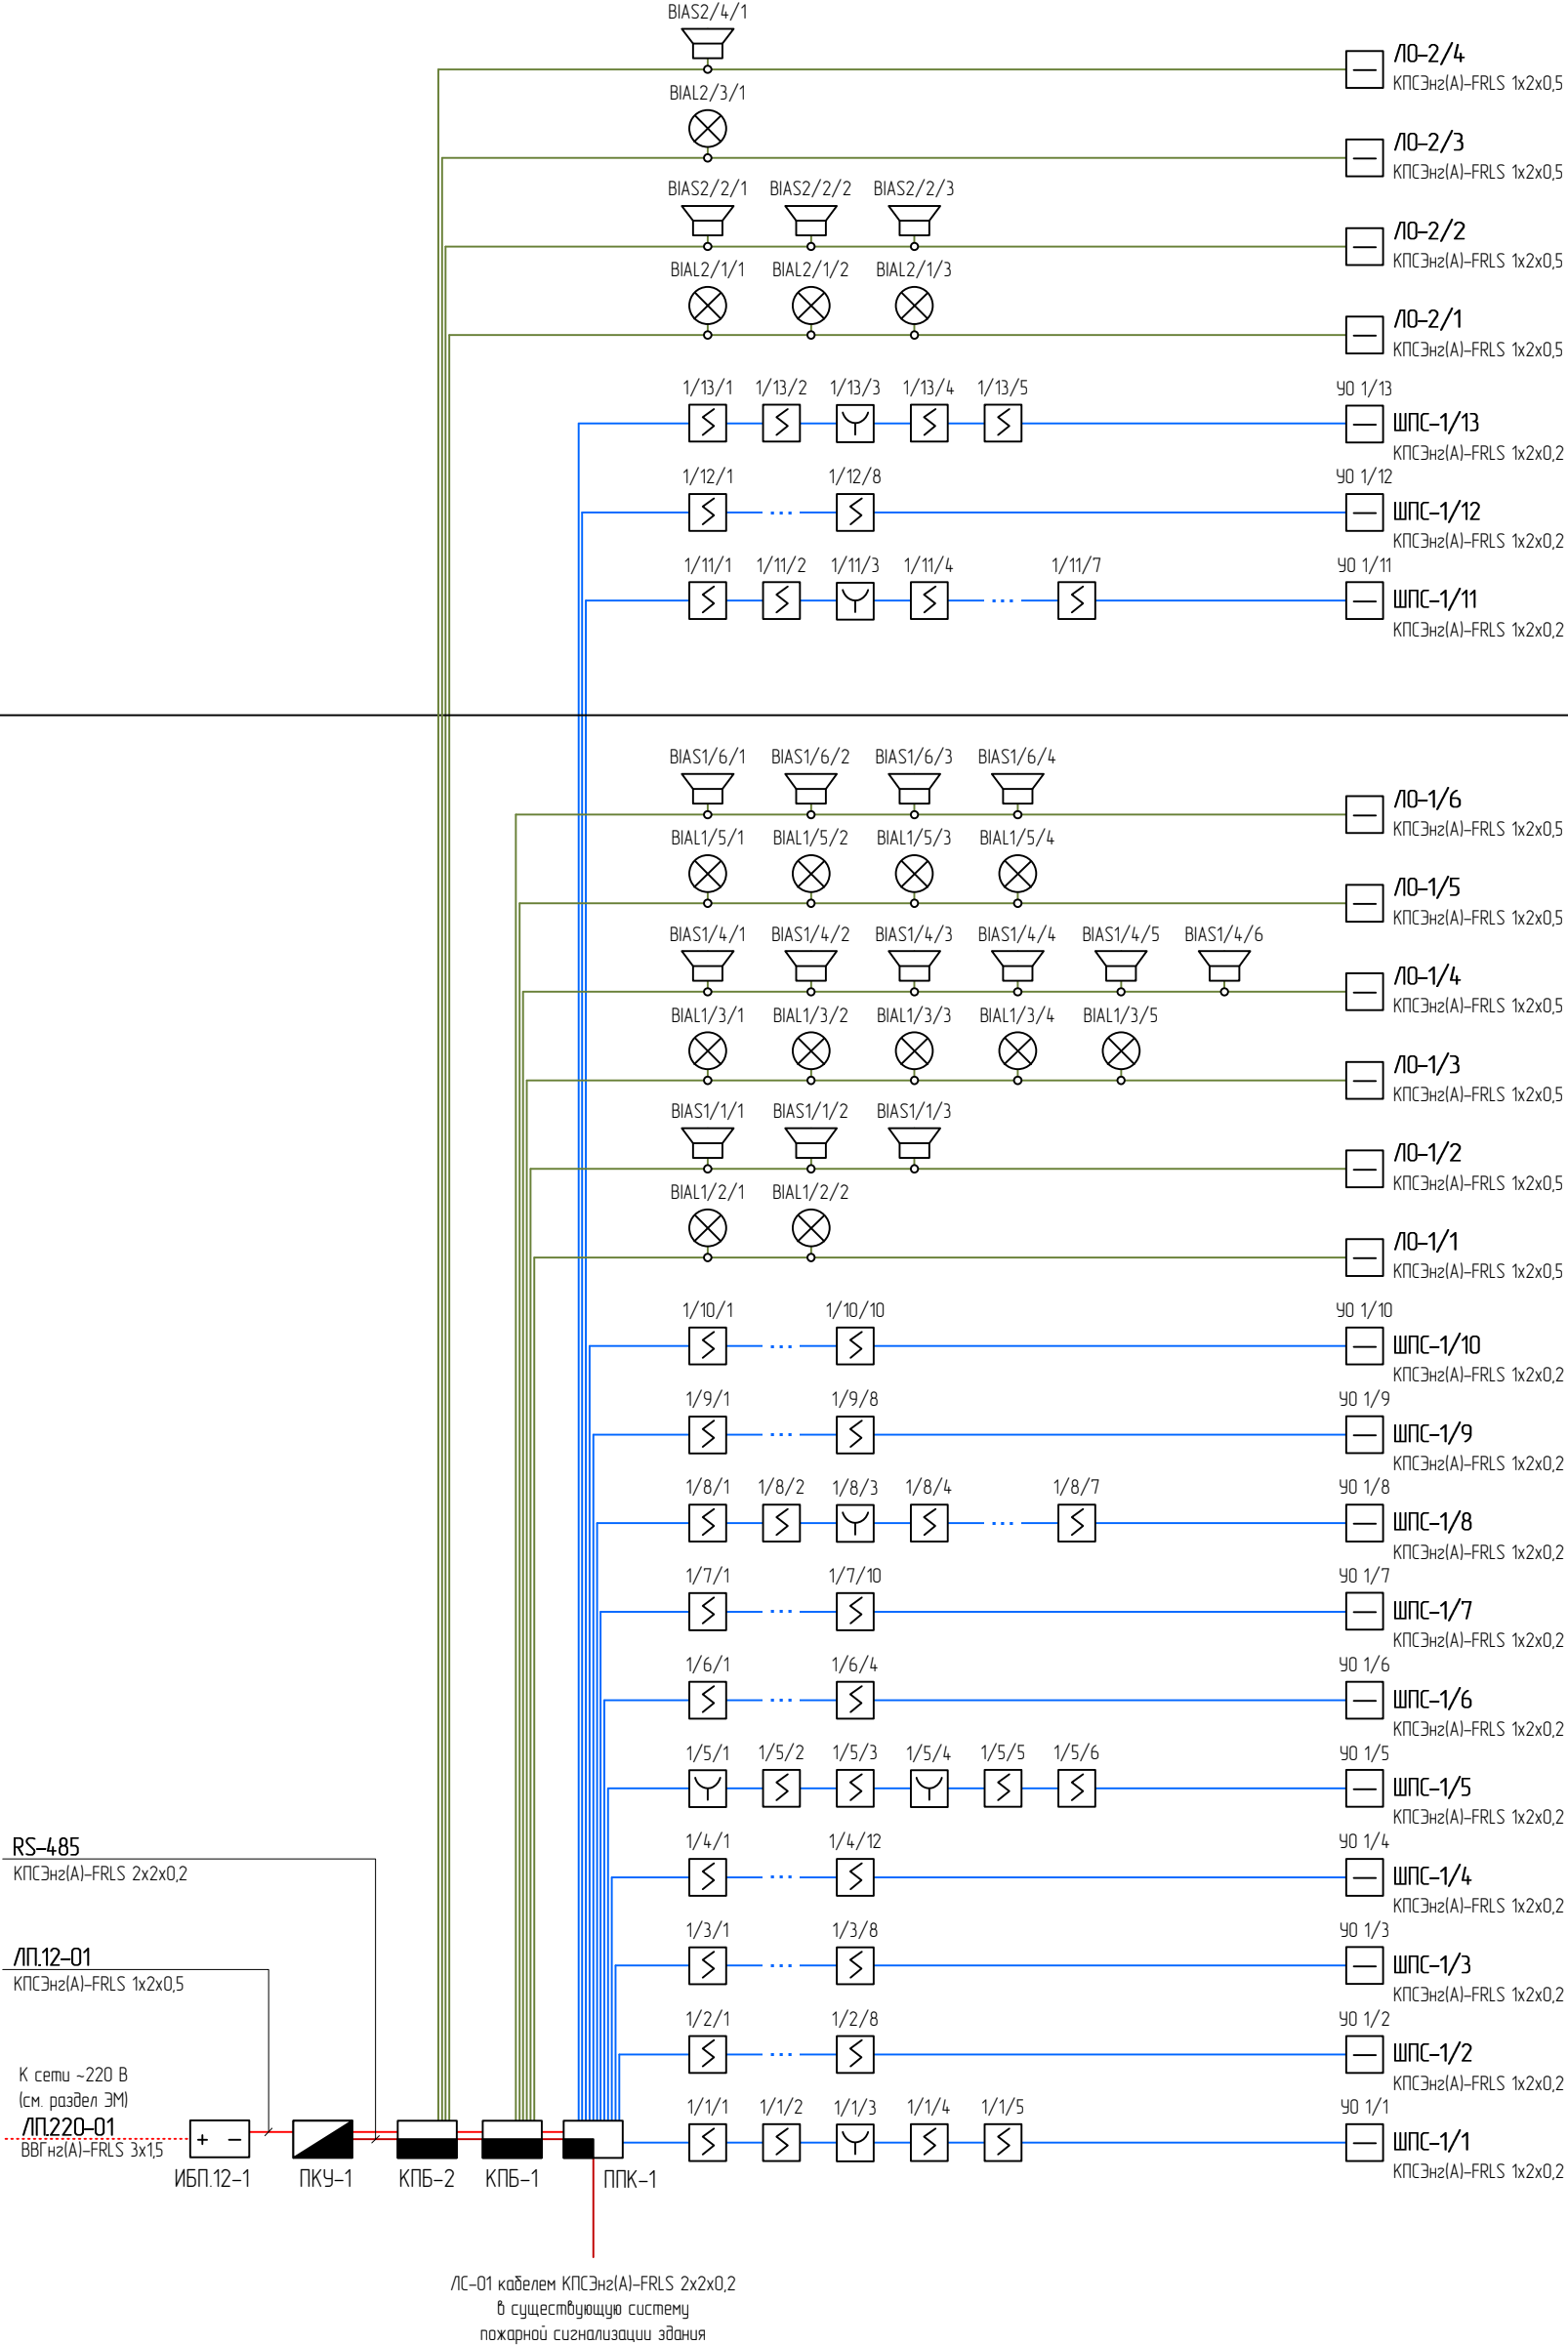 BIAS2/4/1
ЛО-2/4
КПСЭнг(А)-FRLS 1x2x0,5
BIAL2/3/1
ЛО-2/3
КПСЭнг(А)-FRLS 1x2x0,5
BIAS2/2/1 BIAS2/2/2 BIAS2/2/3
ЛО-2/2
КПСЭнг(А)-FRLS 1x2x0,5
BIAL2/1/1 BIAL2/1/2 BIAL2/1/3
ЛО-2/1
КПСЭнг(А)-FRLS 1x2x0,5
1/13/1 1/13/2 1/13/3 1/13/4 1/13/5 УО 1/13
ШПС-1/13
КПСЭнг(А)-FRLS 1x2x0,2
1/12/1 ... 1/12/8 УО 1/12
ШПС-1/12
КПСЭнг(А)-FRLS 1x2x0,2
1/11/1 1/11/2 1/11/3 1/11/4 ... 1/11/7 УО 1/11
ШПС-1/11
КПСЭнг(А)-FRLS 1x2x0,2
BIAS1/6/1 BIAS1/6/2 BIAS1/6/3 BIAS1/6/4
ЛО-1/6
КПСЭнг(А)-FRLS 1x2x0,5
BIAL1/5/1 BIAL1/5/2 BIAL1/5/3 BIAL1/5/4
ЛО-1/5
КПСЭнг(А)-FRLS 1x2x0,5
BIAS1/4/1 BIAS1/4/2 BIAS1/4/3 BIAS1/4/4 BIAS1/4/5 BIAS1/4/6
ЛО-1/4
КПСЭнг(А)-FRLS 1x2x0,5
BIAL1/3/1 BIAL1/3/2 BIAL1/3/3 BIAL1/3/4 BIAL1/3/5
ЛО-1/3
КПСЭнг(А)-FRLS 1x2x0,5
BIAS1/1/1 BIAS1/1/2 BIAS1/1/3
ЛО-1/2
КПСЭнг(А)-FRLS 1x2x0,5
BIAL1/2/1 BIAL1/2/2
ЛО-1/1
КПСЭнг(А)-FRLS 1x2x0,5
1/10/1 ... 1/10/10 УО 1/10
ШПС-1/10
КПСЭнг(А)-FRLS 1x2x0,2
1/9/1 ... 1/9/8 УО 1/9
ШПС-1/9
КПСЭнг(А)-FRLS 1x2x0,2
1/8/1 1/8/2 1/8/3 1/8/4 ... 1/8/7 УО 1/8
ШПС-1/8
КПСЭнг(А)-FRLS 1x2x0,2
1/7/1 ... 1/7/10 УО 1/7
ШПС-1/7
КПСЭнг(А)-FRLS 1x2x0,2
1/6/1 ... 1/6/4 УО 1/6
ШПС-1/6
КПСЭнг(А)-FRLS 1x2x0,2
1/5/1 1/5/2 1/5/3 1/5/4 1/5/5 1/5/6 УО 1/5
ШПС-1/5
КПСЭнг(А)-FRLS 1x2x0,2
RS-485
КПСЭнг(А)-FRLS 2x2x0,2
1/4/1 ... 1/4/12 УО 1/4
ШПС-1/4
КПСЭнг(А)-FRLS 1x2x0,2
ЛП.12-01
КПСЭнг(А)-FRLS 1x2x0,5
1/3/1 ... 1/3/8 УО 1/3
ШПС-1/3
КПСЭнг(А)-FRLS 1x2x0,2
1/2/1 ... 1/2/8 УО 1/2
ШПС-1/2
КПСЭнг(А)-FRLS 1x2x0,2
К сети ~220 В
(см. раздел ЭМ)
ЛП.220-01
ВВГнг(А)-FRLS 3x1,5
1/1/1 1/1/2 1/1/3 1/1/4 1/1/5 УО 1/1
ШПС-1/1
КПСЭнг(А)-FRLS 1x2x0,2
ИБП.12-1 ПКУ-1 КПБ-2 КПБ-1 ППК-1
ЛС-01 кабелем КПСЭнг(А)-FRLS 2x2x0,2
в существующую систему
пожарной сигнализации здания